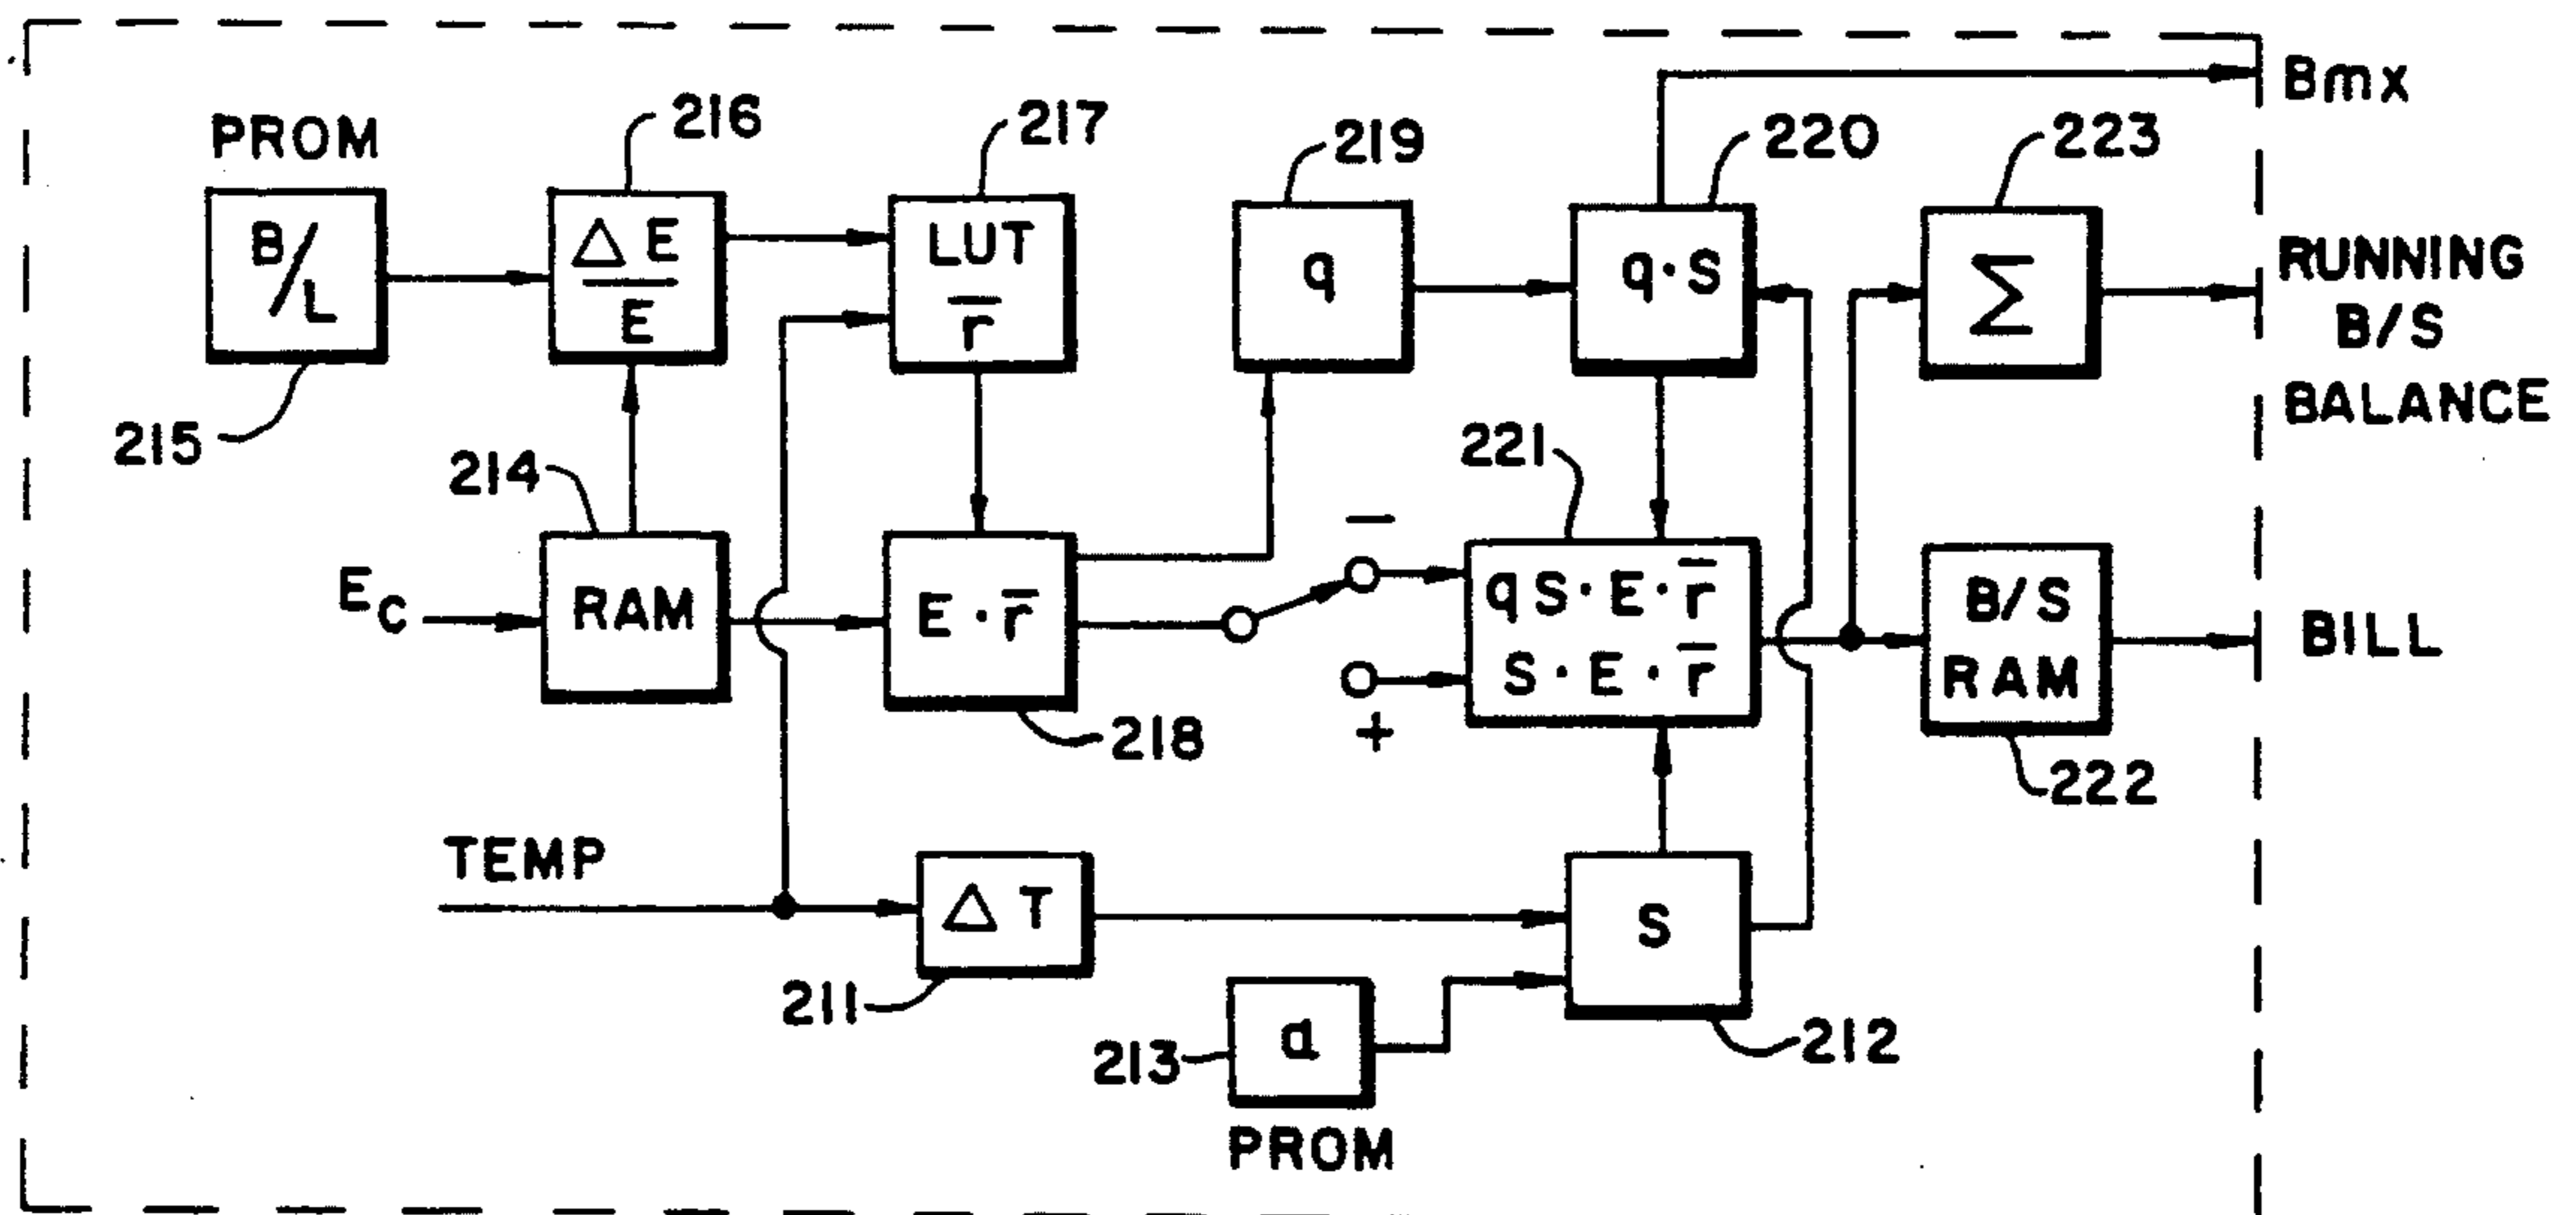 Bmx
PROM
216
217
219
220
223
B/L
ΔE
E
LUT
r̅
q
q·S
Σ
RUNNING
B/S
BALANCE
215
214
221
−
E_C
RAM
E·r̅
qS·E·r̅
S·E·r̅
B/S
RAM
BILL
+
218
222
TEMP
ΔT
S
211
213
a
212
PROM